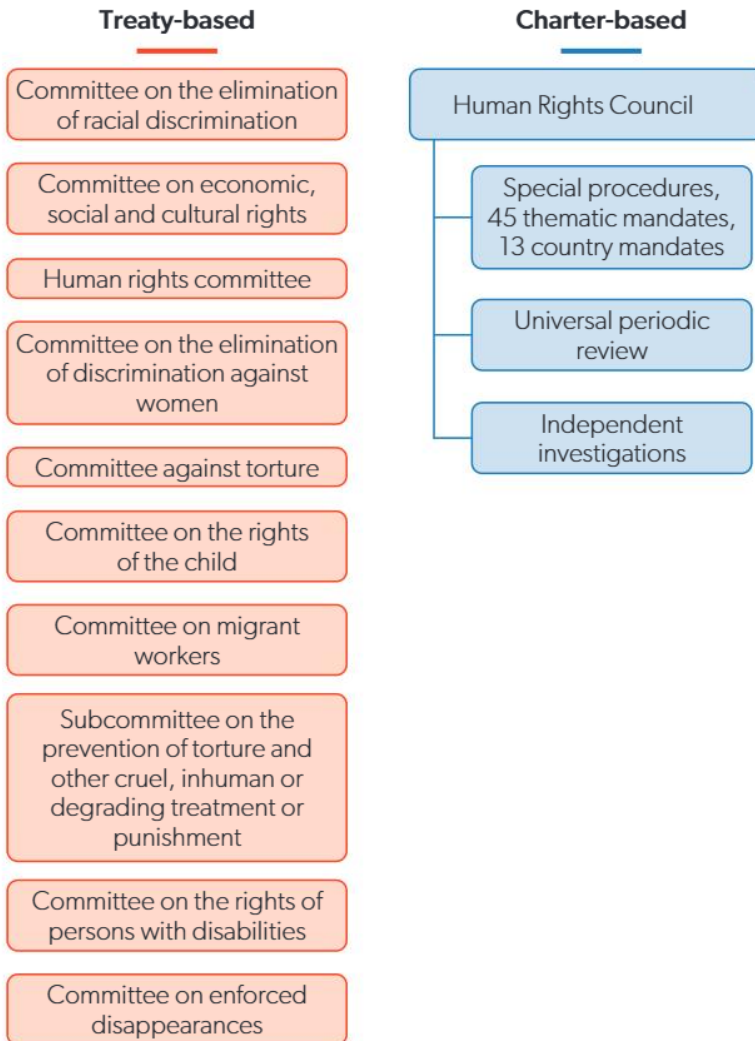 Treaty-based
Committee on the elimination
of racial discrimination
Committee on economic,
social and cultural rights
Human rights committee
Committee on the elimination
of discrimination against
women
Committee against torture
Committee on the rights
of the child
Committee on migrant
workers
Subcommittee on the
prevention of torture and
other cruel, inhuman or
degrading treatment or
punishment
Committee on the rights of
persons with disabilities
Committee on enforced
disappearances
Charter-based
Human Rights Council
Special procedures,
45 thematic mandates,
13 country mandates
Universal periodic
review
Independent
investigations